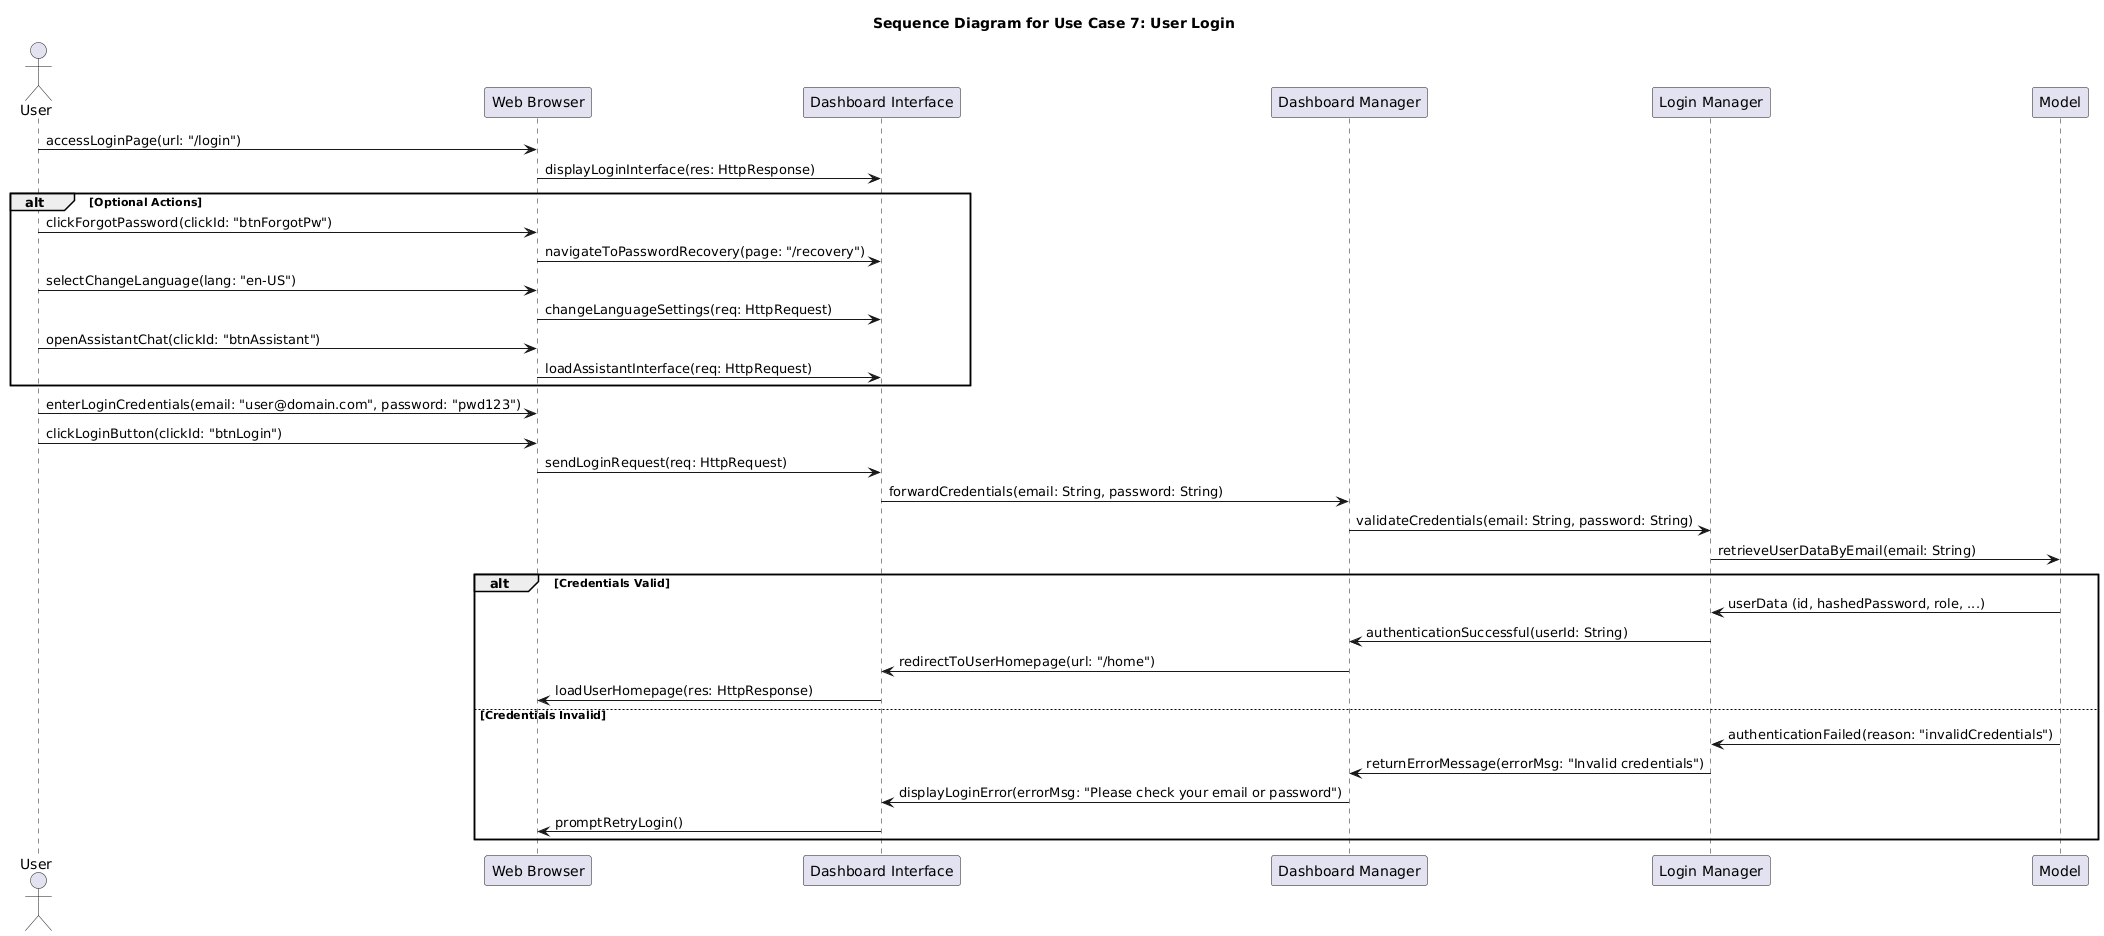 Sequence Diagram for Use Case 7: User Login
User
Web Browser
Dashboard Interface
Dashboard Manager
Login Manager
Model
accessLoginPage(url: "/login")
displayLoginInterface(res: HttpResponse)
alt
[Optional Actions]
clickForgotPassword(clickId: "btnForgotPw")
navigateToPasswordRecovery(page: "/recovery")
selectChangeLanguage(lang: "en-US")
changeLanguageSettings(req: HttpRequest)
openAssistantChat(clickId: "btnAssistant")
loadAssistantInterface(req: HttpRequest)
enterLoginCredentials(email: "user@domain.com", password: "pwd123")
clickLoginButton(clickId: "btnLogin")
sendLoginRequest(req: HttpRequest)
forwardCredentials(email: String, password: String)
validateCredentials(email: String, password: String)
retrieveUserDataByEmail(email: String)
alt
[Credentials Valid]
userData (id, hashedPassword, role, ...)
authenticationSuccessful(userId: String)
redirectToUserHomepage(url: "/home")
loadUserHomepage(res: HttpResponse)
[Credentials Invalid]
authenticationFailed(reason: "invalidCredentials")
returnErrorMessage(errorMsg: "Invalid credentials")
displayLoginError(errorMsg: "Please check your email or password")
promptRetryLogin()
User
Web Browser
Dashboard Interface
Dashboard Manager
Login Manager
Model